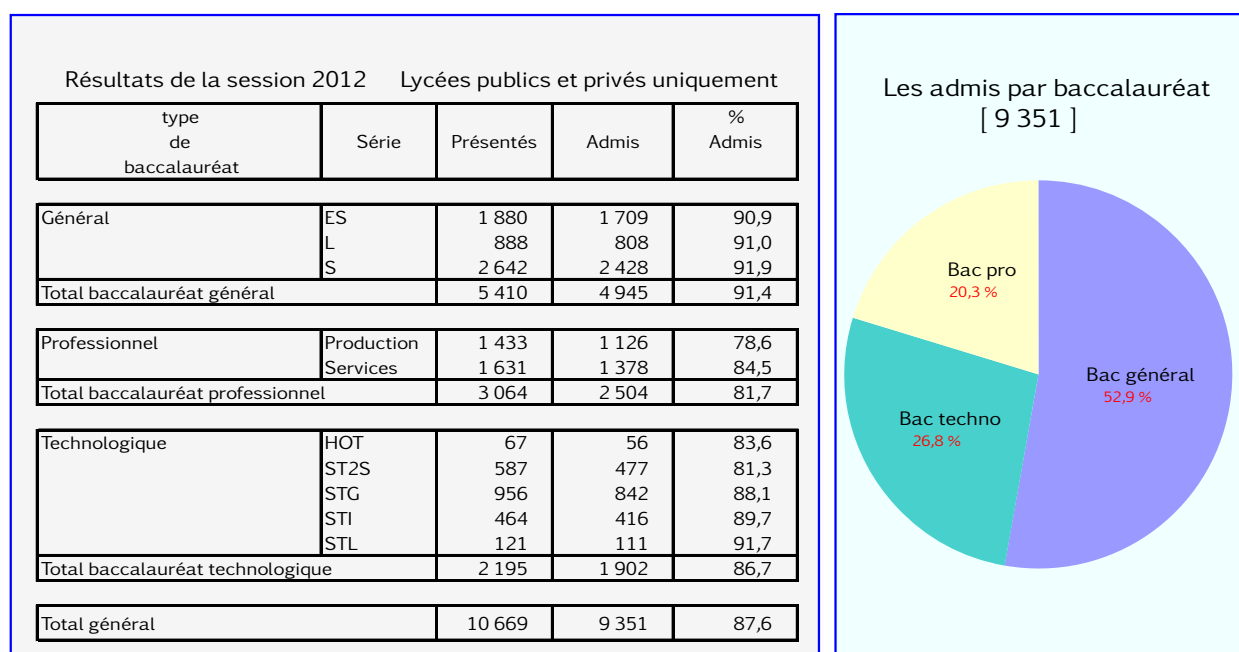 Résultats de la session 2012 Lycées publics et privés uniquement
type de baccalauréat Série Présentés Admis % Admis
Général ES 1 880 1 709 90,9
L 888 808 91,0
S 2 642 2 428 91,9
Total baccalauréat général 5 410 4 945 91,4
Professionnel Production 1 433 1 126 78,6
Services 1 631 1 378 84,5
Total baccalauréat professionnel 3 064 2 504 81,7
Technologique HOT 67 56 83,6
ST2S 587 477 81,3
STG 956 842 88,1
STI 464 416 89,7
STL 121 111 91,7
Total baccalauréat technologique 2 195 1 902 86,7
Total général 10 669 9 351 87,6
Les admis par baccalauréat
[ 9 351 ]
Bac pro
20,3 %
Bac général
52,9 %
Bac techno
26,8 %